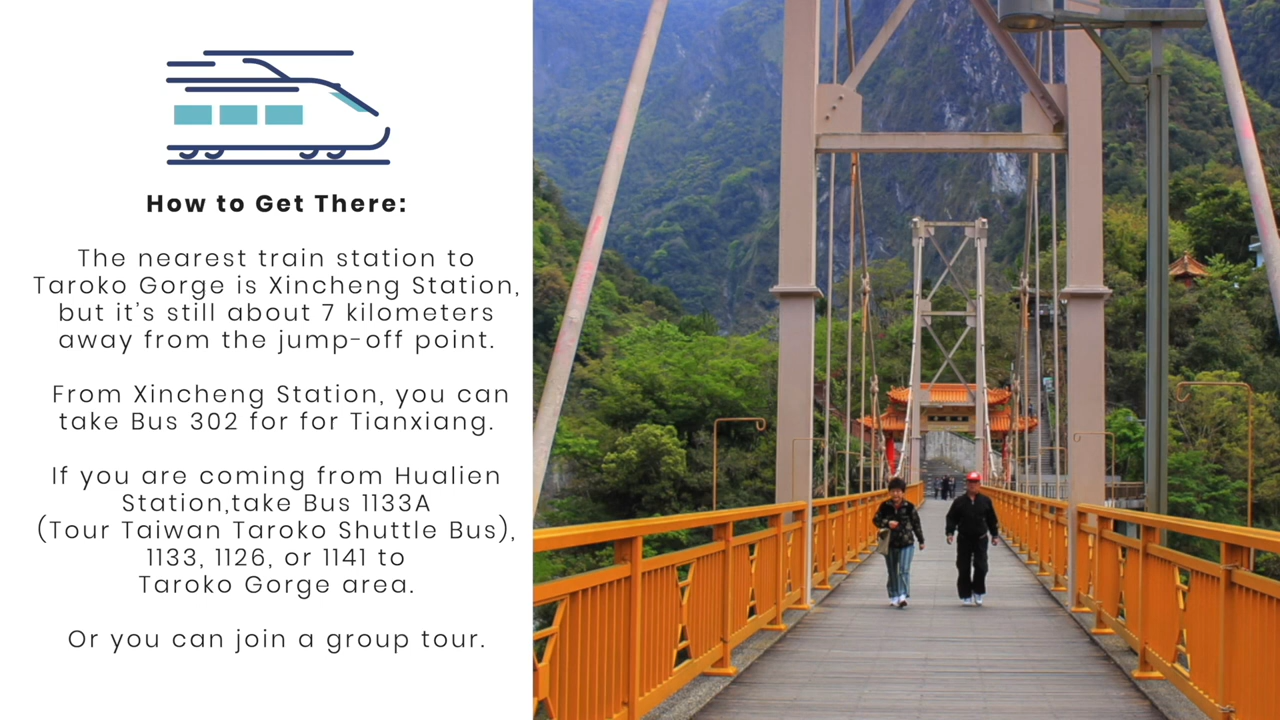 How to Get There:
The nearest train station to
Taroko Gorge is Xincheng Station,
but it's still about 7 kilometers
away from the jump-off point.
From Xincheng Station, you can
take Bus 302 for for Tianxiang.
If you are coming from Hualien
Station,take Bus 1133A
(Tour Taiwan Taroko Shuttle Bus),
1133, 1126, or 1141 to
Taroko Gorge area.
Or you can join a group tour.